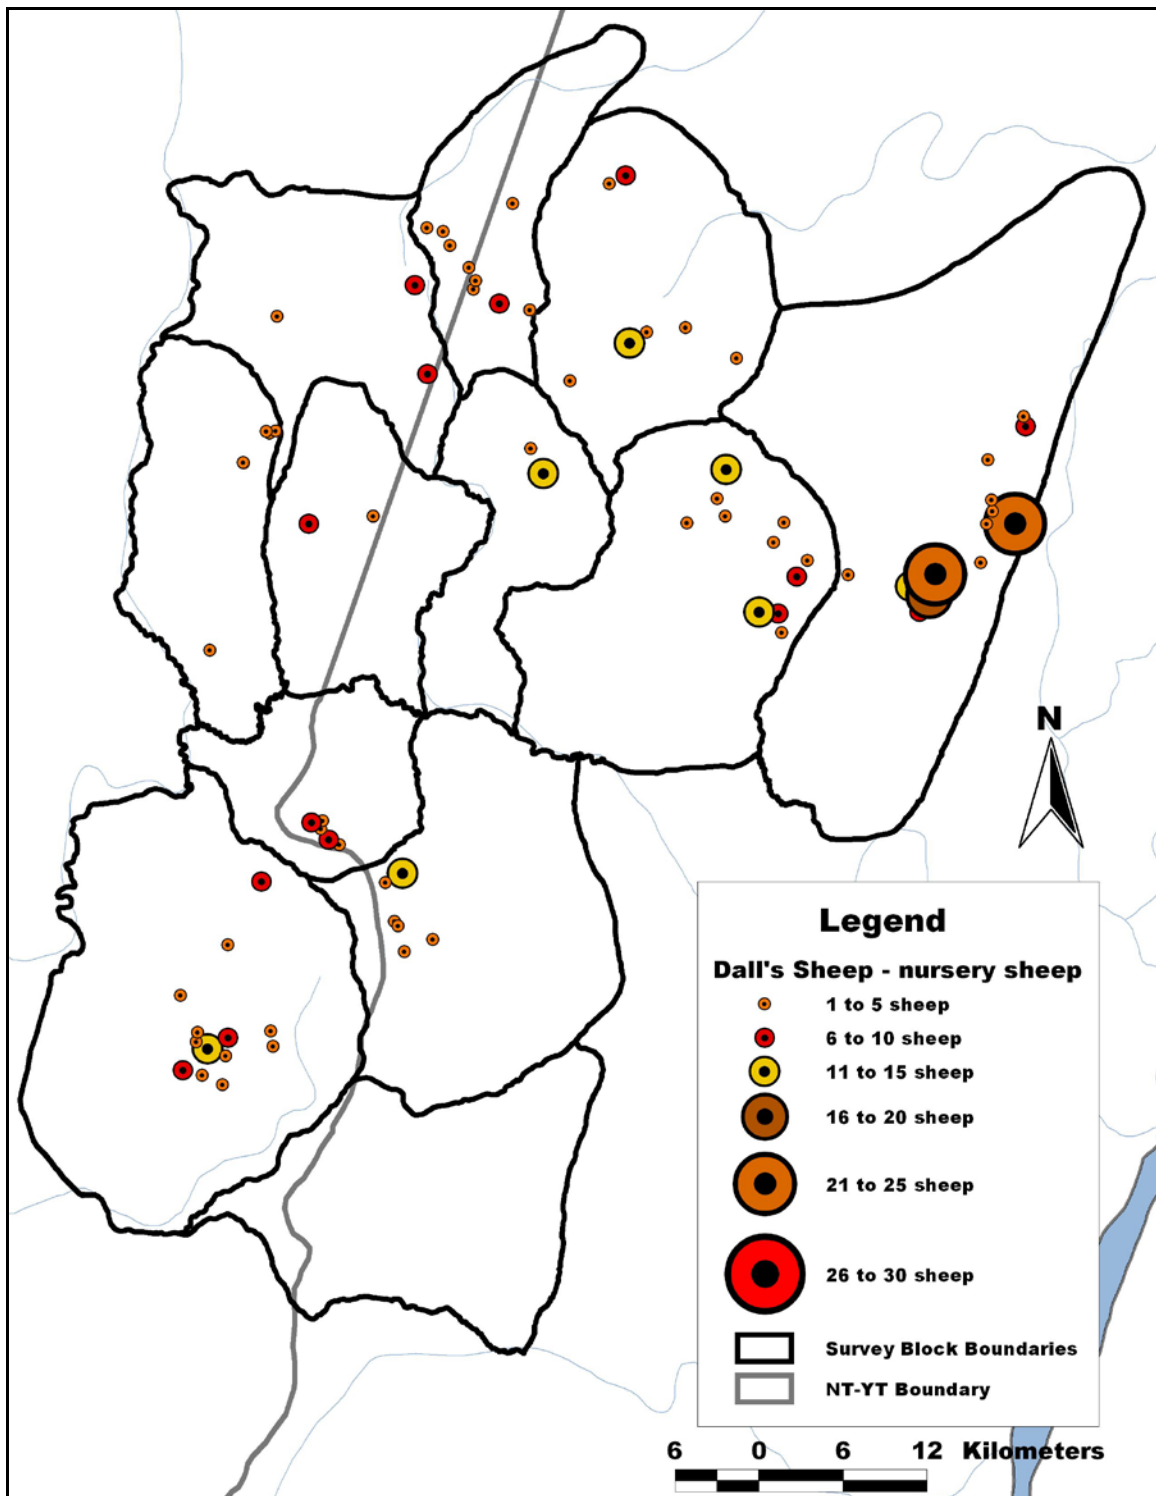 N
Legend
Dall's Sheep - nursery sheep
1 to 5 sheep
6 to 10 sheep
11 to 15 sheep
16 to 20 sheep
21 to 25 sheep
26 to 30 sheep
Survey Block Boundaries
NT-YT Boundary
6 0 6 12 Kilometers